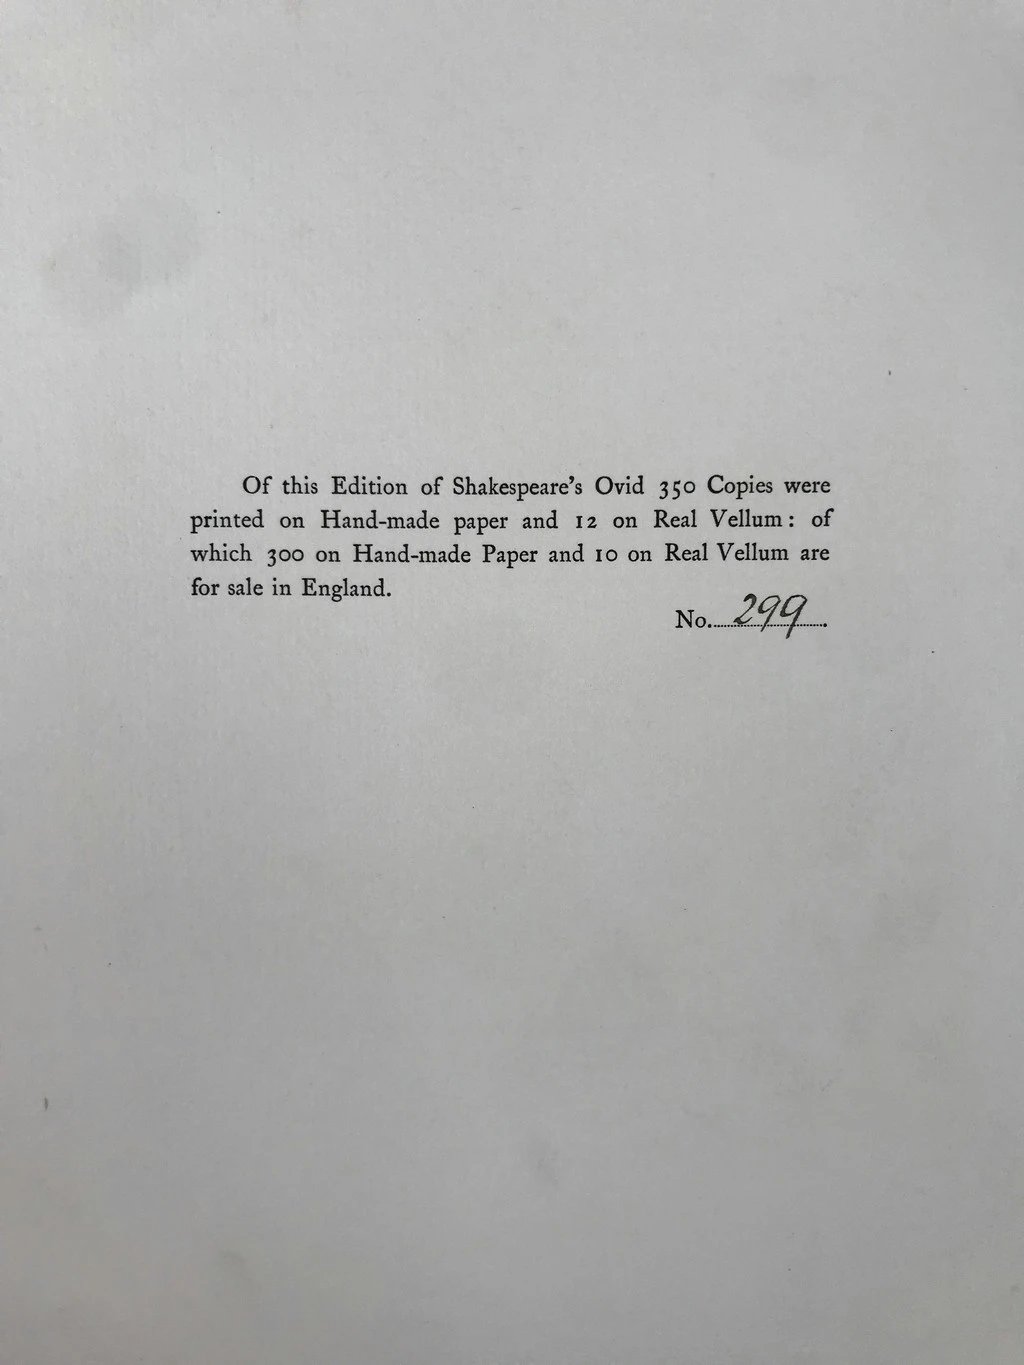 Of this Edition of Shakespeare's Ovid 350 Copies were
printed on Hand-made paper and 12 on Real Vellum: of
which 300 on Hand-made Paper and 10 on Real Vellum are
for sale in England.
No. 299.